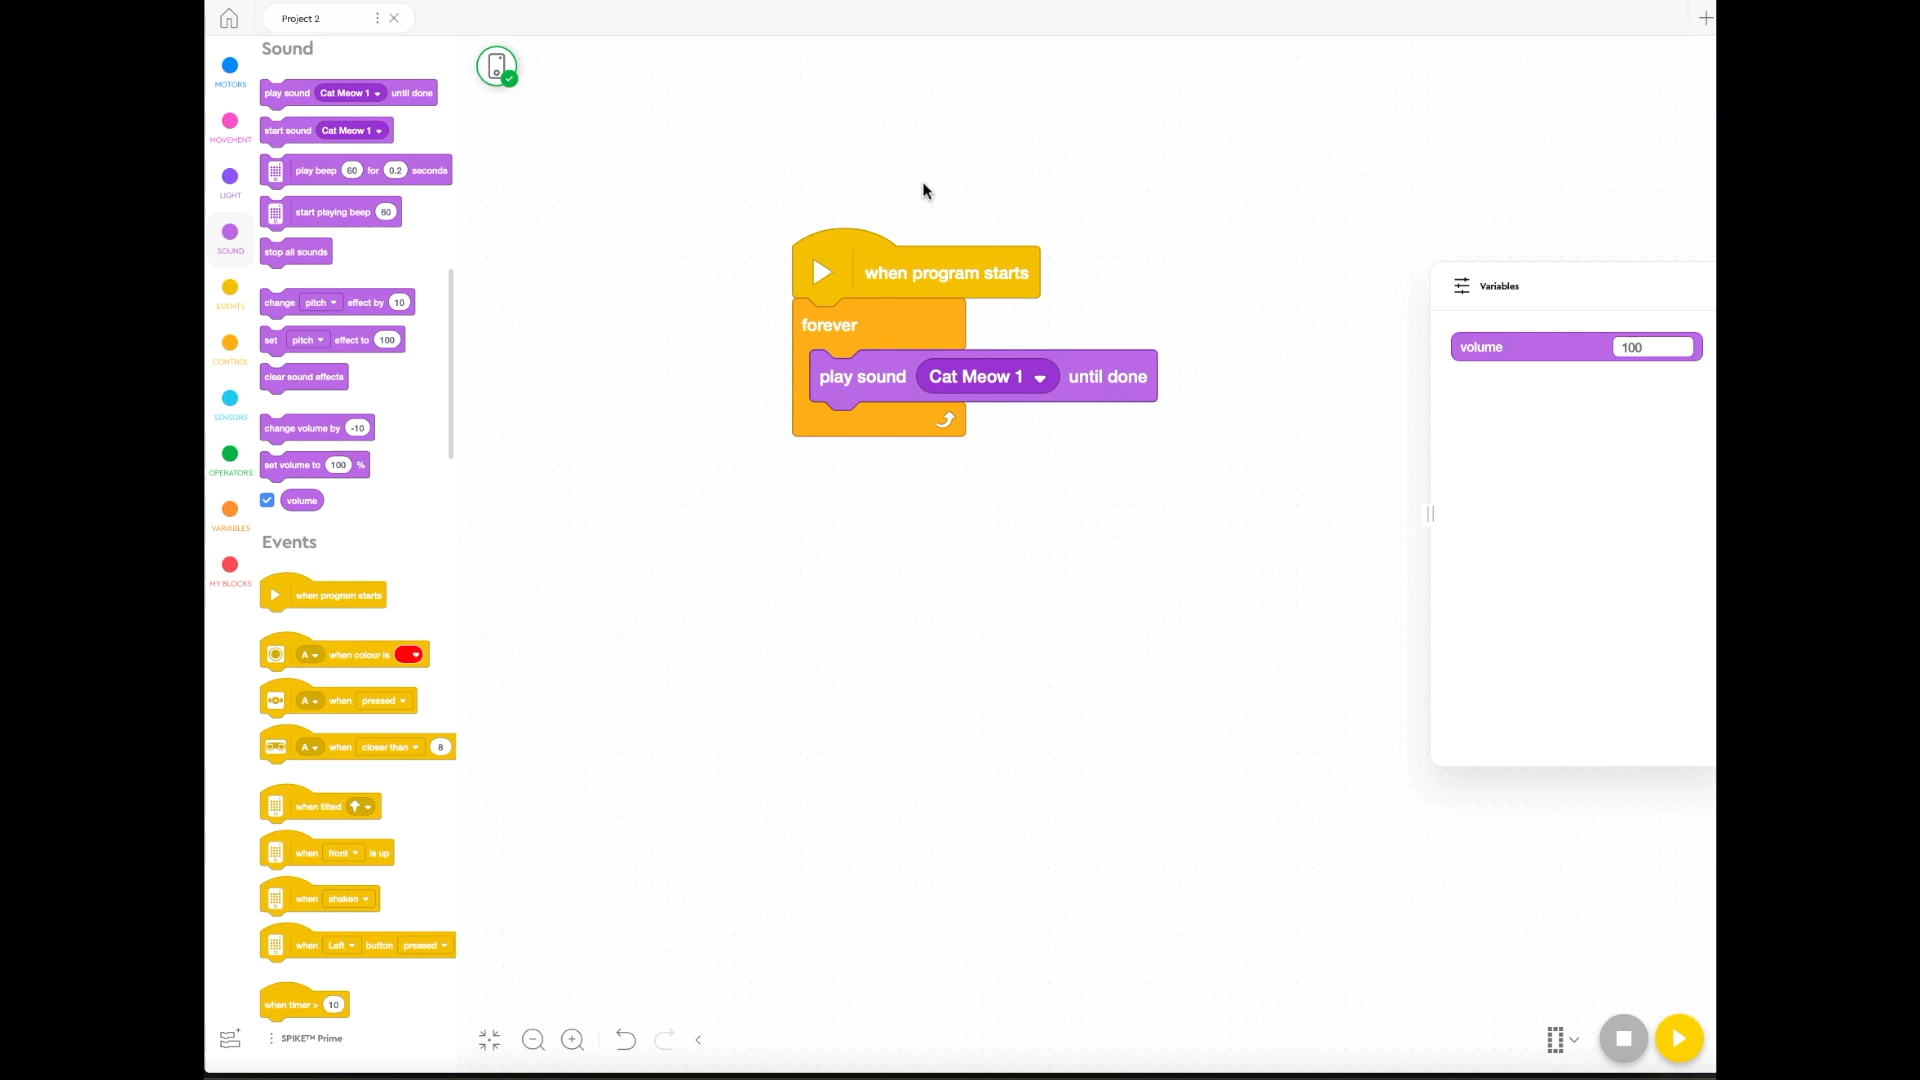 Project 2
Sound
MOTORS
play sound Cat Meow 1 until done
MOVEMENT
start sound Cat Meow 1
play beep 60 for 0.2 seconds
LIGHT
start playing beep 60
SOUND
stop all sounds
EVENTS
change pitch effect by 10
set pitch effect to 100
CONTROL
clear sound effects
SENSORS
change volume by -10
OPERATORS
set volume to 100 %
volume
VARIABLES
Events
MY BLOCKS
when program starts
A when colour is
A when pressed
A when closer than 8
when tilted
when front is up
when shaken
when Left button pressed
when timer > 10
SPIKE™ Prime
when program starts
forever
play sound Cat Meow 1 until done
Variables
volume 100